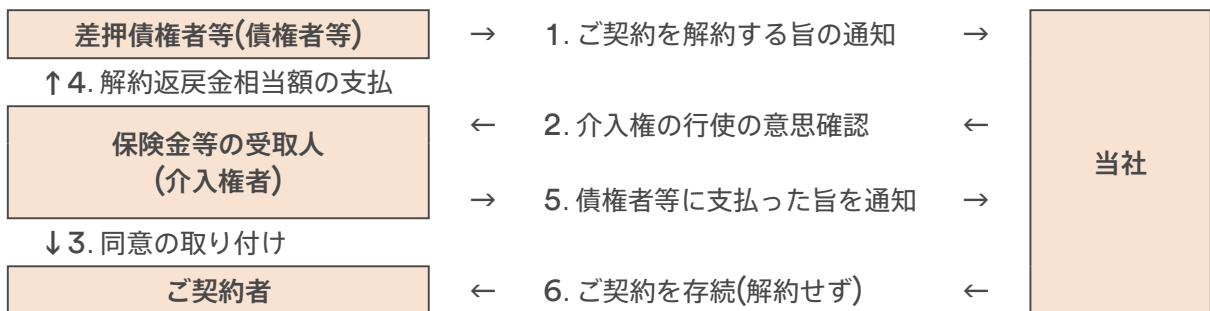 差押債権者等(債権者等) → 1. ご契約を解約する旨の通知 →
↑4. 解約返戻金相当額の支払
保険金等の受取人
(介入権者)
← 2. 介入権の行使の意思確認 ←
当社
→ 5. 債権者等に支払った旨を通知 →
↓3. 同意の取り付け
ご契約者 ← 6. ご契約を存続(解約せず) ←